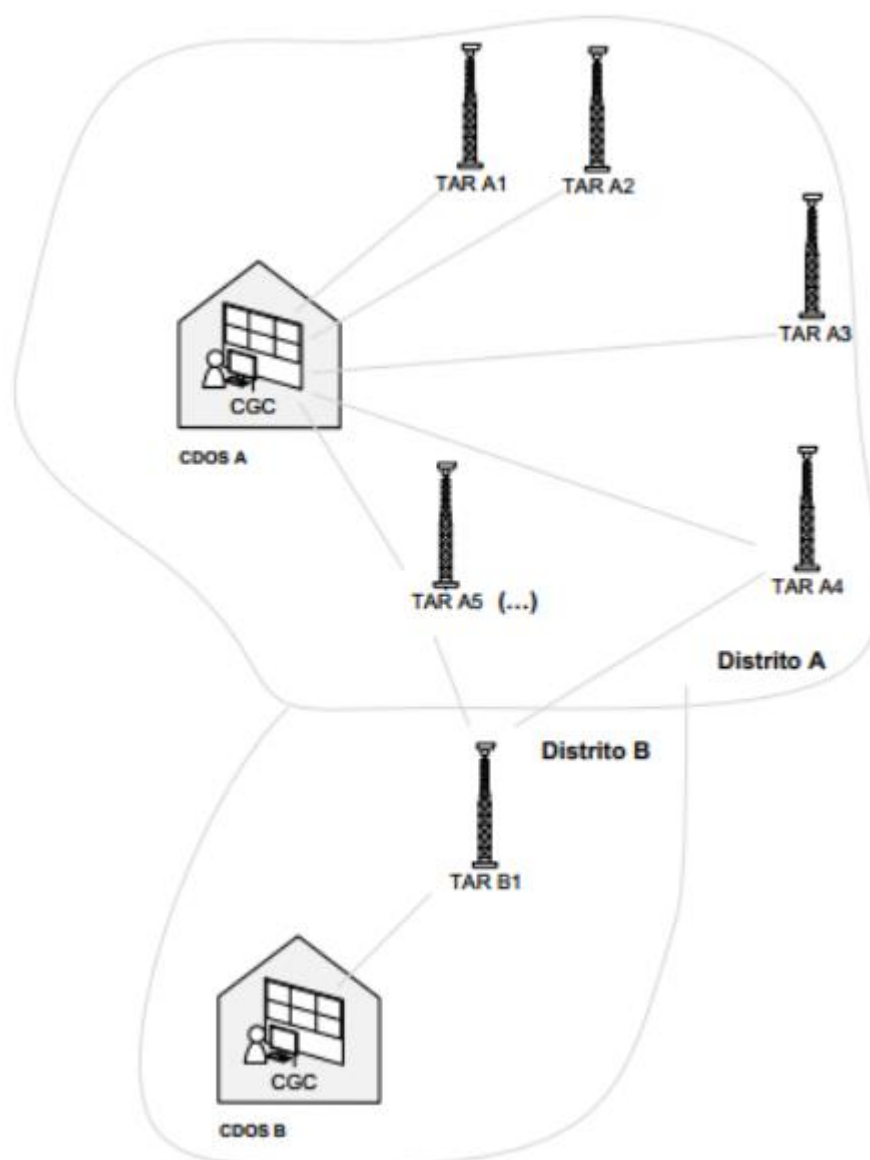 TAR A1
TAR A2
TAR A3
CGC
CDOS A
TAR A5 (...)
TAR A4
Distrito A
Distrito B
TAR B1
CGC
CDOS B